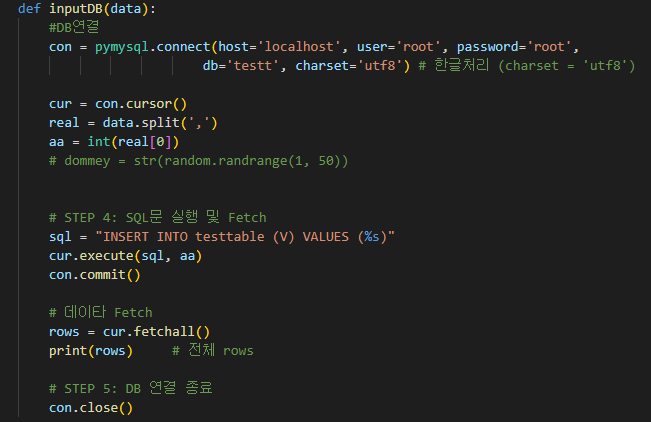 def inputDB(data):
#DB연결
con = pymysql.connect(host='localhost', user='root', password='root',
db='testt', charset='utf8') # 한글처리 (charset = 'utf8')
cur = con.cursor()
real = data.split(',')
aa = int(real[0])
# dommey = str(random.randrange(1, 50))
# STEP 4: SQL문 실행 및 Fetch
sql = "INSERT INTO testtable (V) VALUES (%s)"
cur.execute(sql, aa)
con.commit()
# 데이타 Fetch
rows = cur.fetchall()
print(rows) # 전체 rows
# STEP 5: DB 연결 종료
con.close()